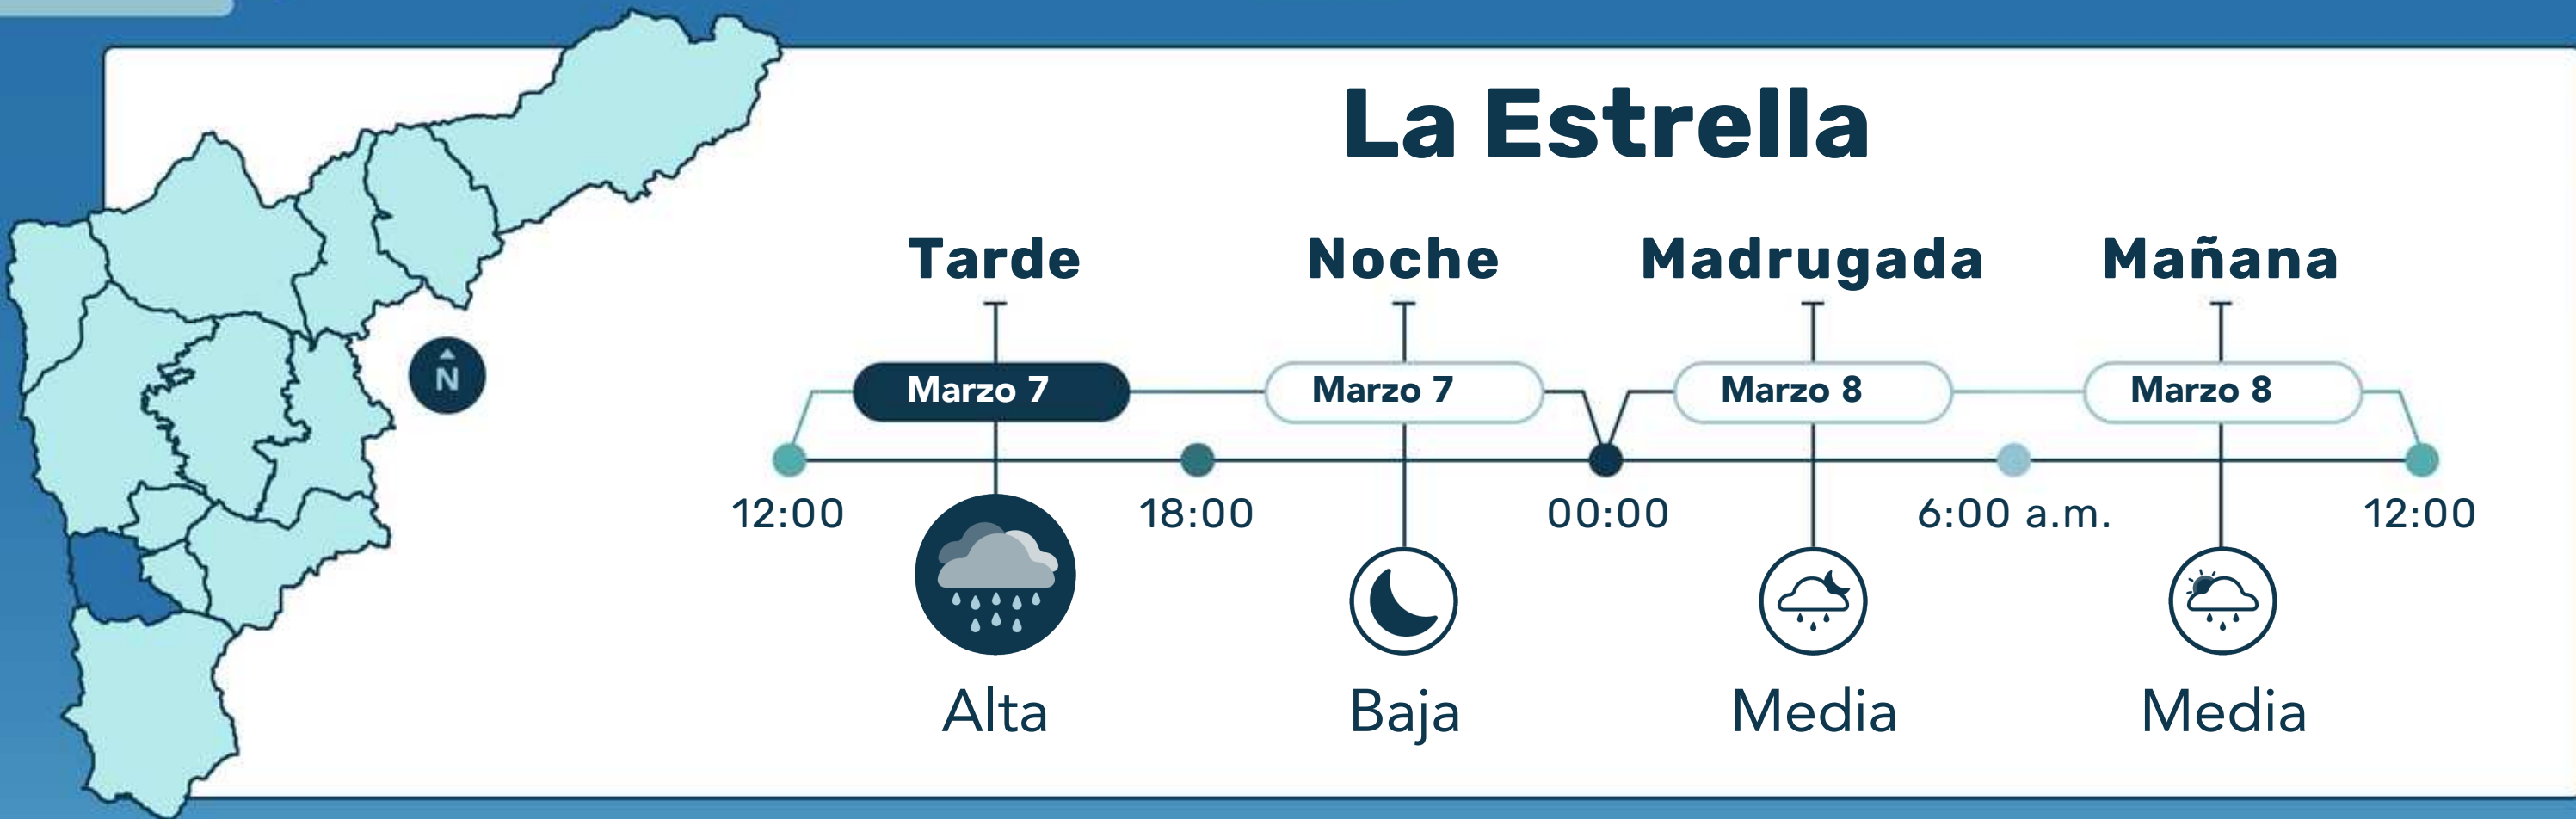 La Estrella
Tarde Noche Madrugada Mañana
N
Marzo 7 Marzo 7 Marzo 8 Marzo 8
12:00 18:00 00:00 6:00 a.m. 12:00
Alta Baja Media Media